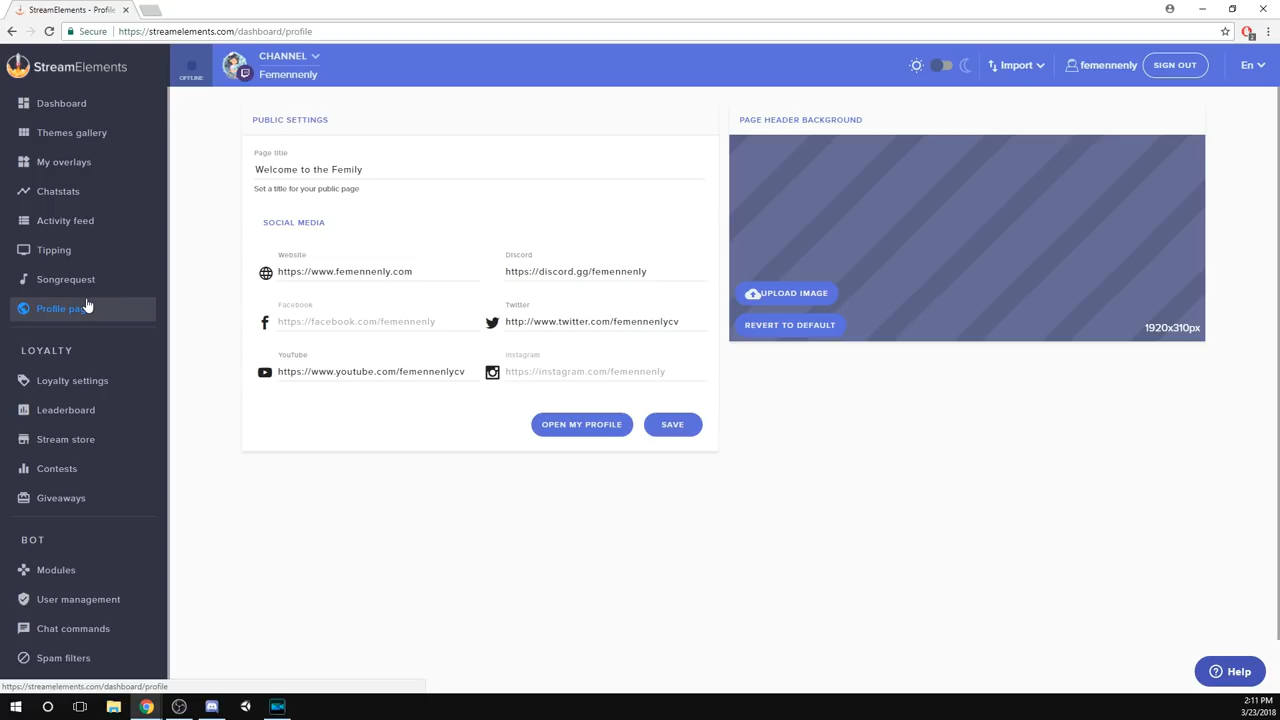 StreamElements - Profile
Secure
https://streamelements.com/dashboard/profile
StreamElements
OFFLINE
CHANNEL
Femennenly
Import
femennenly
SIGN OUT
En
Dashboard
Themes gallery
My overlays
Chatstats
Activity feed
Tipping
Songrequest
Profile page
LOYALTY
Loyalty settings
Leaderboard
Stream store
Contests
Giveaways
BOT
Modules
User management
Chat commands
Spam filters
PUBLIC SETTINGS
Page title
Welcome to the Femily
Set a title for your public page
SOCIAL MEDIA
Website
https://www.femennenly.com
Discord
https://discord.gg/femennenly
Facebook
https://facebook.com/femennenly
Twitter
http://www.twitter.com/femennenlycv
YouTube
https://www.youtube.com/femennenlycv
Instagram
https://instagram.com/femennenly
OPEN MY PROFILE
SAVE
PAGE HEADER BACKGROUND
UPLOAD IMAGE
REVERT TO DEFAULT
1920x310px
Help
https://streamelements.com/dashboard/profile
2:11 PM
3/23/2018